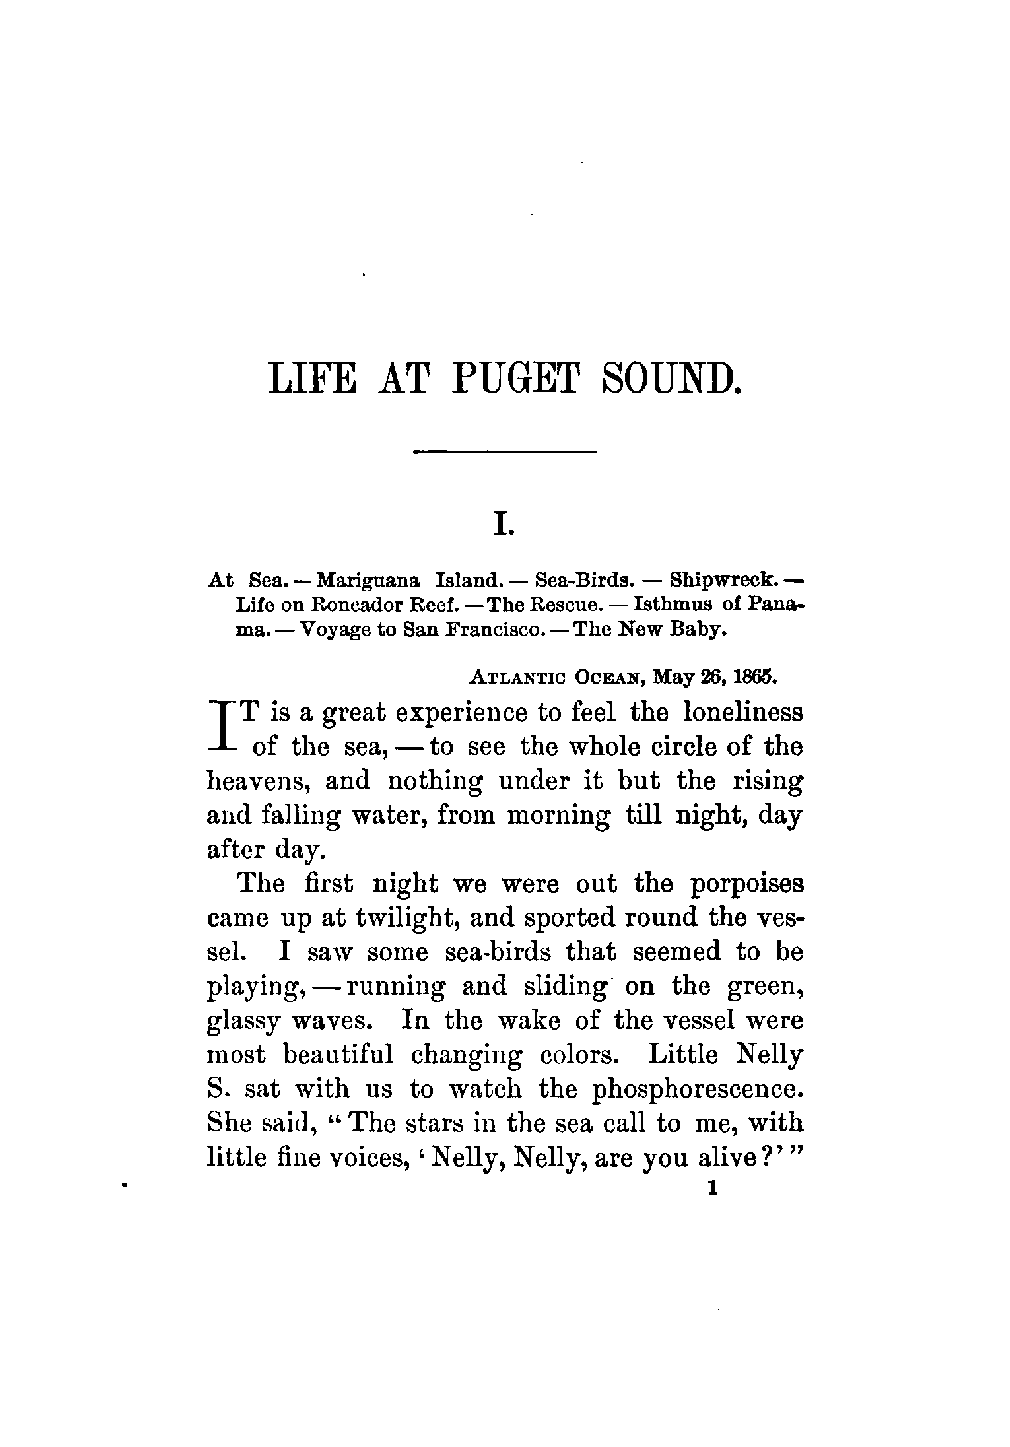 LIFE AT PUGET SOUND.
I.
At Sea. — Mariguana Island. — Sea-Birds. — Shipwreck. —
Life on Roncador Reef. — The Rescue. — Isthmus of Pana-
ma. — Voyage to San Francisco. — The New Baby.
ATLANTIC OCEAN, May 26, 1865.
IT is a great experience to feel the loneliness
of the sea, — to see the whole circle of the
heavens, and nothing under it but the rising
and falling water, from morning till night, day
after day.
The first night we were out the porpoises
came up at twilight, and sported round the ves-
sel. I saw some sea-birds that seemed to be
playing, — running and sliding on the green,
glassy waves. In the wake of the vessel were
most beautiful changing colors. Little Nelly
S. sat with us to watch the phosphorescence.
She said, “The stars in the sea call to me, with
little fine voices, ‘Nelly, Nelly, are you alive?’”
1